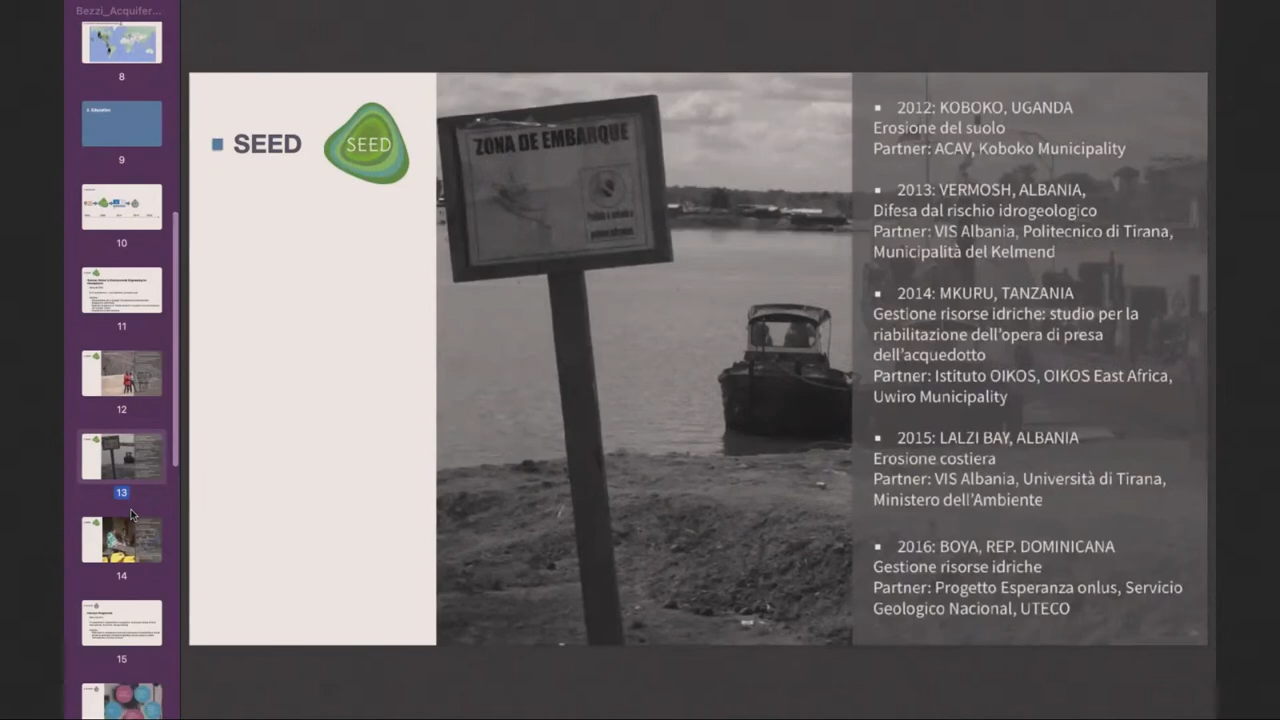 Bezzi_Acquifer...
8
9
10
11
12
13
14
15
SEED
SEED
ZONA DE EMBARQUE
2012: KOBOKO, UGANDA
Erosione del suolo
Partner: ACAV, Koboko Municipality
2013: VERMOSH, ALBANIA,
Difesa dal rischio idrogeologico
Partner: VIS Albania, Politecnico di Tirana,
Municipalità del Kelmend
2014: MKURU, TANZANIA
Gestione risorse idriche: studio per la
riabilitazione dell'opera di presa
dell'acquedotto
Partner: Istituto OIKOS, OIKOS East Africa,
Uwiro Municipality
2015: LALZI BAY, ALBANIA
Erosione costiera
Partner: VIS Albania, Università di Tirana,
Ministero dell'Ambiente
2016: BOYA, REP. DOMINICANA
Gestione risorse idriche
Partner: Progetto Esperanza onlus, Servicio
Geologico Nacional, UTECO